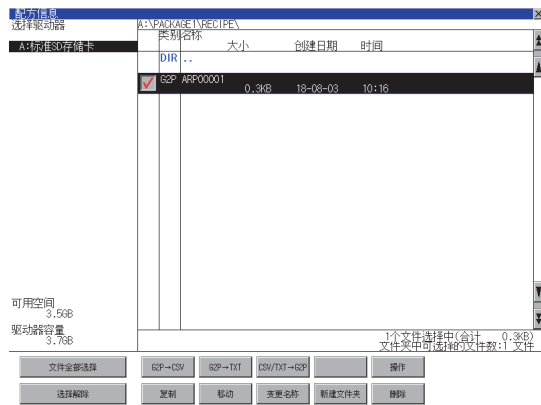 配方信息
选择驱动器
A:\PACKAGE1\RECIPE\
A:标准SD存储卡
类别名称
大小 创建日期 时间
DIR ..
G2P ARP00001
0.3KB 18-08-03 10:16
可用空间
3.5GB
驱动器容量
3.7GB
1个文件选择中(合计 0.3KB)
文件夹中可选择的文件数:1 文件
文件全部选择 G2P→CSV G2P→TXT CSV/TXT→G2P 操作
选择解除 复制 移动 变更名称 新建文件夹 删除